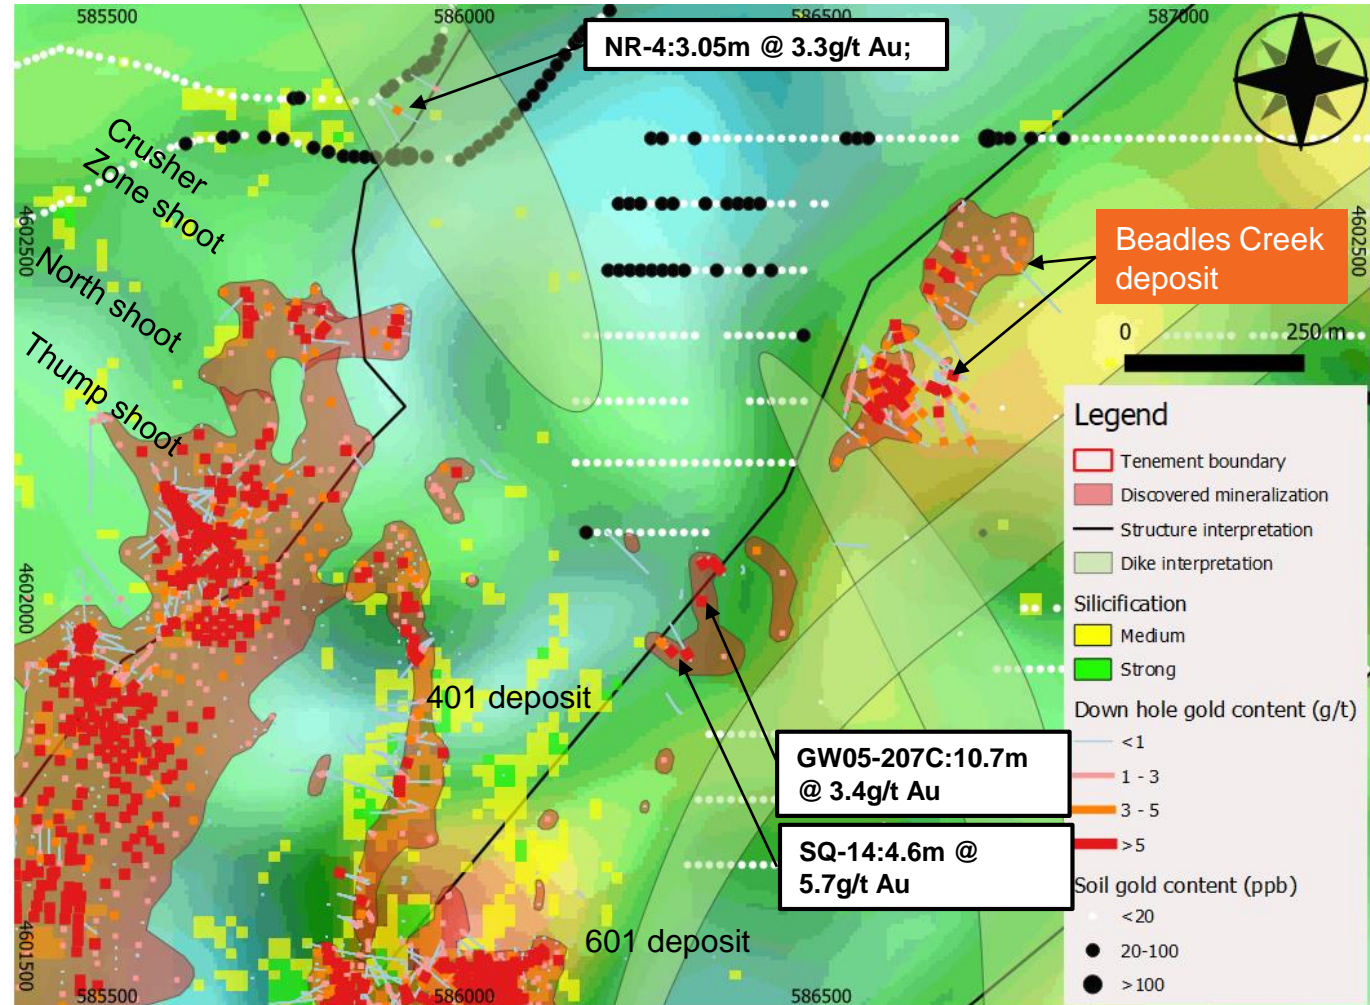 585500
586000
586500
587000
NR-4:3.05m @ 3.3g/t Au;
Crusher
Zone shoot
North shoot
Thump shoot
4602500
4602500
Beadles Creek
deposit
0
250 m
4602000
401 deposit
GW05-207C:10.7m
@ 3.4g/t Au
SQ-14:4.6m @
5.7g/t Au
601 deposit
4601500
585500
586000
586500
Legend
Tenement boundary
Discovered mineralization
Structure interpretation
Dike interpretation
Silicification
Medium
Strong
Down hole gold content (g/t)
<1
1 - 3
3 - 5
>5
Soil gold content (ppb)
<20
20-100
>100